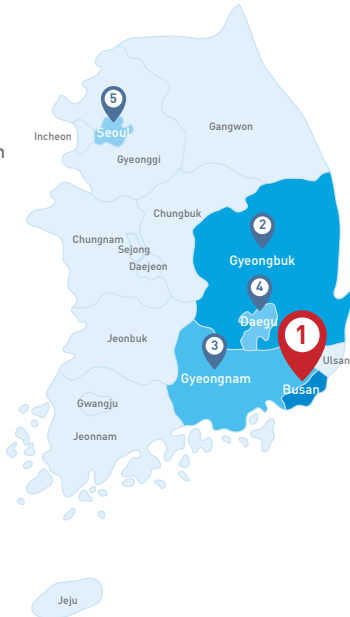 5
Seoul
Incheon
Gangwon
Gyeonggi
Chungbuk
2
Chungnam
Sejong
Gyeongbuk
Daejeon
4
Daegu
1
Jeonbuk
3
Ulsan
Gyeongnam
Busan
Gwangju
Jeonnam
Jeju